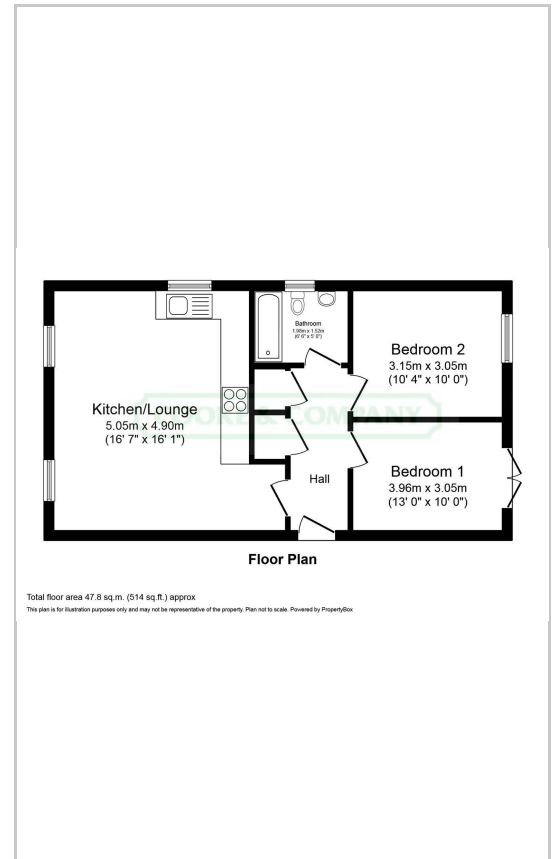 Bathroom
1.98m x 1.52m
(6' 6" x 5' 0")
Bedroom 2
3.15m x 3.05m
(10' 4" x 10' 0")
Kitchen/Lounge
5.05m x 4.90m
(16' 7" x 16' 1")
COMPANY
Hall
Bedroom 1
3.96m x 3.05m
(13' 0" x 10' 0")
Floor Plan
Total floor area 47.8 sq.m. (514 sq.ft.) approx
This plan is for illustration purposes only and may not be representative of the property. Plan not to scale. Powered by PropertyBox